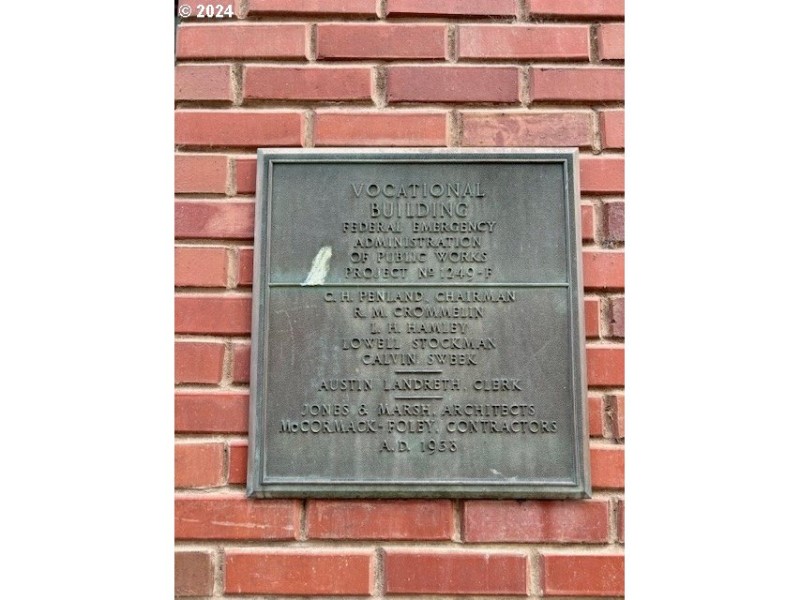 © 2024
VOCATIONAL
BUILDING
FEDERAL EMERGENCY
ADMINISTRATION
OF PUBLIC WORKS
PROJECT Nº 1249-F
C. H. PENLAND, CHAIRMAN
R. M. CROMMELIN
L. H. HAMLEY
LOWELL STOCKMAN
CALVIN SWEEK
AUSTIN LANDRETH, CLERK
JONES & MARSH, ARCHITECTS
McCORMACK-FOLEY, CONTRACTORS
A.D. 1938